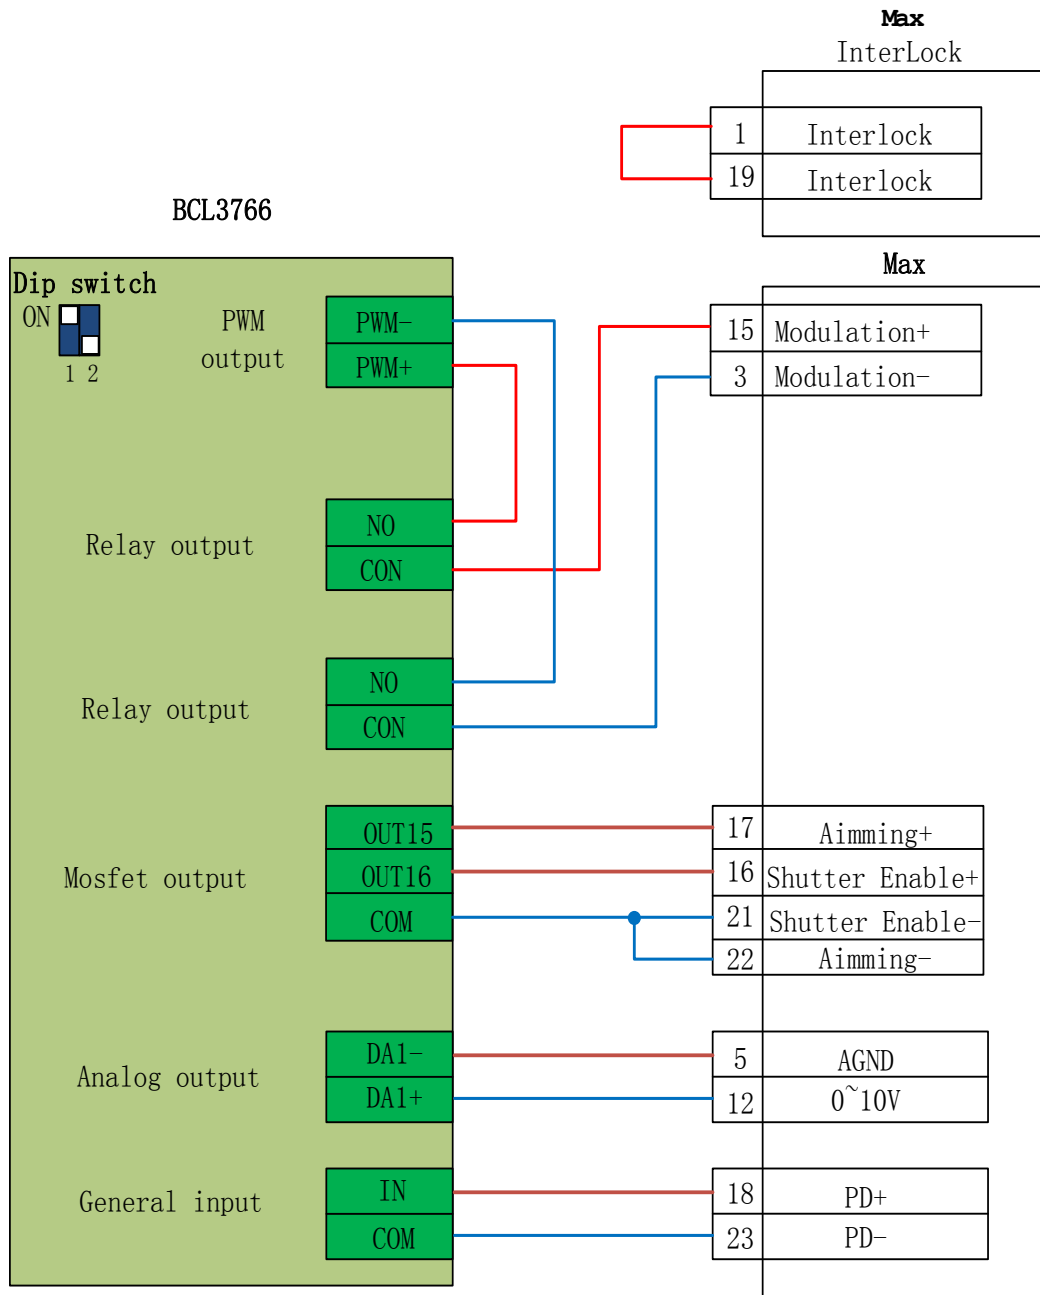 Max
InterLock
1 Interlock
19 Interlock
BCL3766
Max
Dip switch
ON
1 2
PWM
output
PWM-
PWM+
15 Modulation+
3 Modulation-
Relay output
NO
CON
Relay output
NO
CON
Mosfet output
OUT15
OUT16
COM
17 Aimming+
16 Shutter Enable+
21 Shutter Enable-
22 Aimming-
Analog output
DA1-
DA1+
5 AGND
12 0~10V
General input
IN
COM
18 PD+
23 PD-